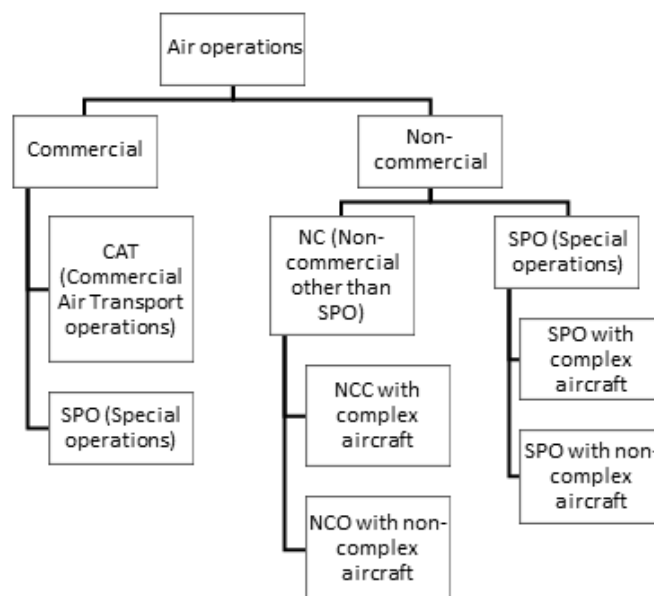 Air operations
Commercial
Non-
commercial
CAT
(Commercial
Air Transport
operations)
SPO (Special
operations)
NC (Non-
commercial
other than
SPO)
NCC with
complex
aircraft
NCO with non-
complex
aircraft
SPO (Special
operations)
SPO with
complex
aircraft
SPO with non-
complex
aircraft